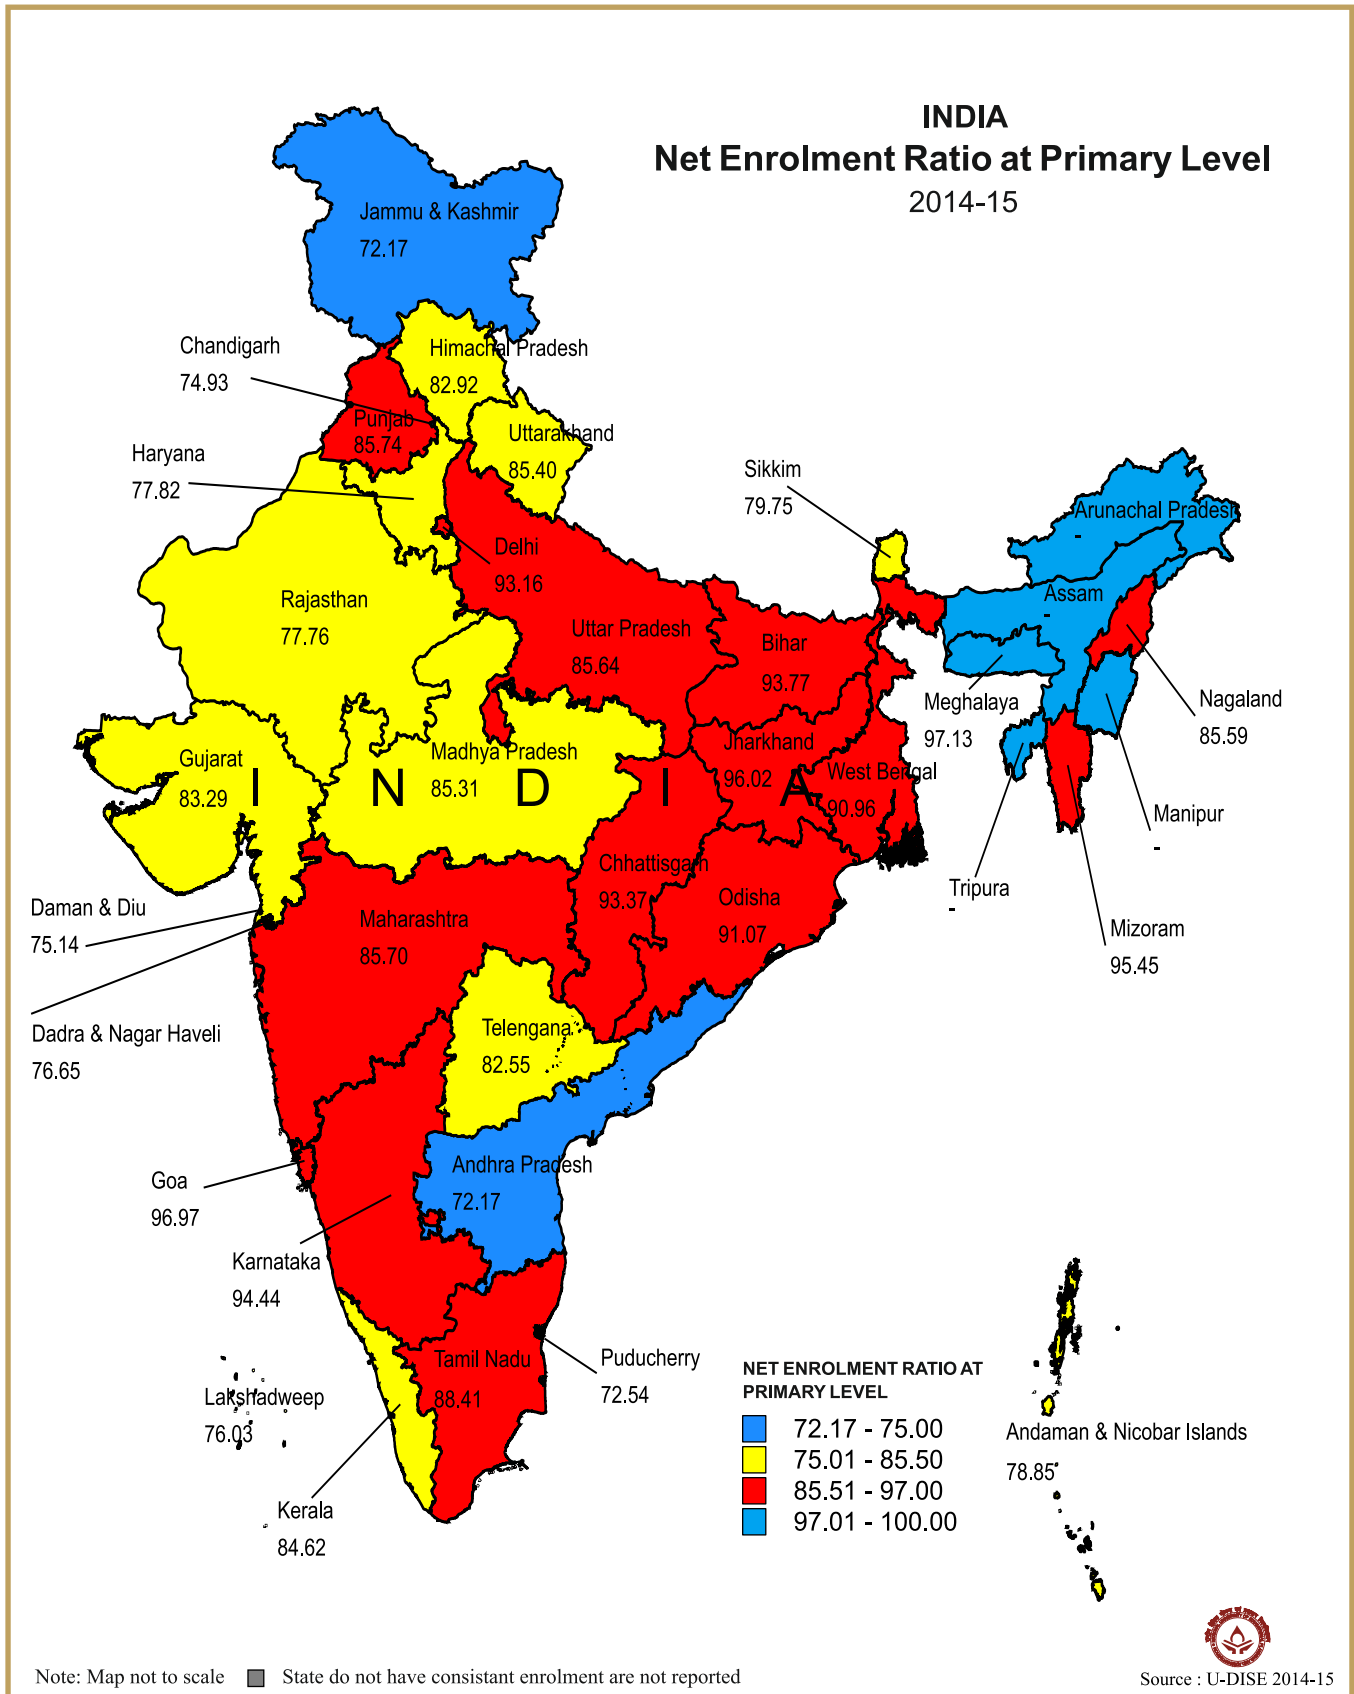 INDIA
Net Enrolment Ratio at Primary Level
2014-15
Jammu & Kashmir
72.17
Chandigarh
74.93
Himachal Pradesh
82.92
Punjab
85.74
Uttarakhand
85.40
Haryana
77.82
Sikkim
79.75
Arunachal Pradesh
-
Delhi
93.16
Rajasthan
77.76
Assam
-
Uttar Pradesh
85.64
Bihar
93.77
Meghalaya
97.13
Nagaland
85.59
Gujarat
83.29
Madhya Pradesh
85.31
Jharkhand
96.02
West Bengal
90.96
I N D I A
Manipur
-
Chhattisgarh
93.37
Odisha
91.07
Tripura
-
Daman & Diu
75.14
Maharashtra
85.70
Mizoram
95.45
Dadra & Nagar Haveli
76.65
Telengana
82.55
Goa
96.97
Andhra Pradesh
72.17
Karnataka
94.44
Tamil Nadu
88.41
Puducherry
72.54
Lakshadweep
76.03
Kerala
84.62
Andaman & Nicobar Islands
78.85
NET ENROLMENT RATIO AT
PRIMARY LEVEL
72.17 - 75.00
75.01 - 85.50
85.51 - 97.00
97.01 - 100.00
Note: Map not to scale State do not have consistant enrolment are not reported
Source : U-DISE 2014-15